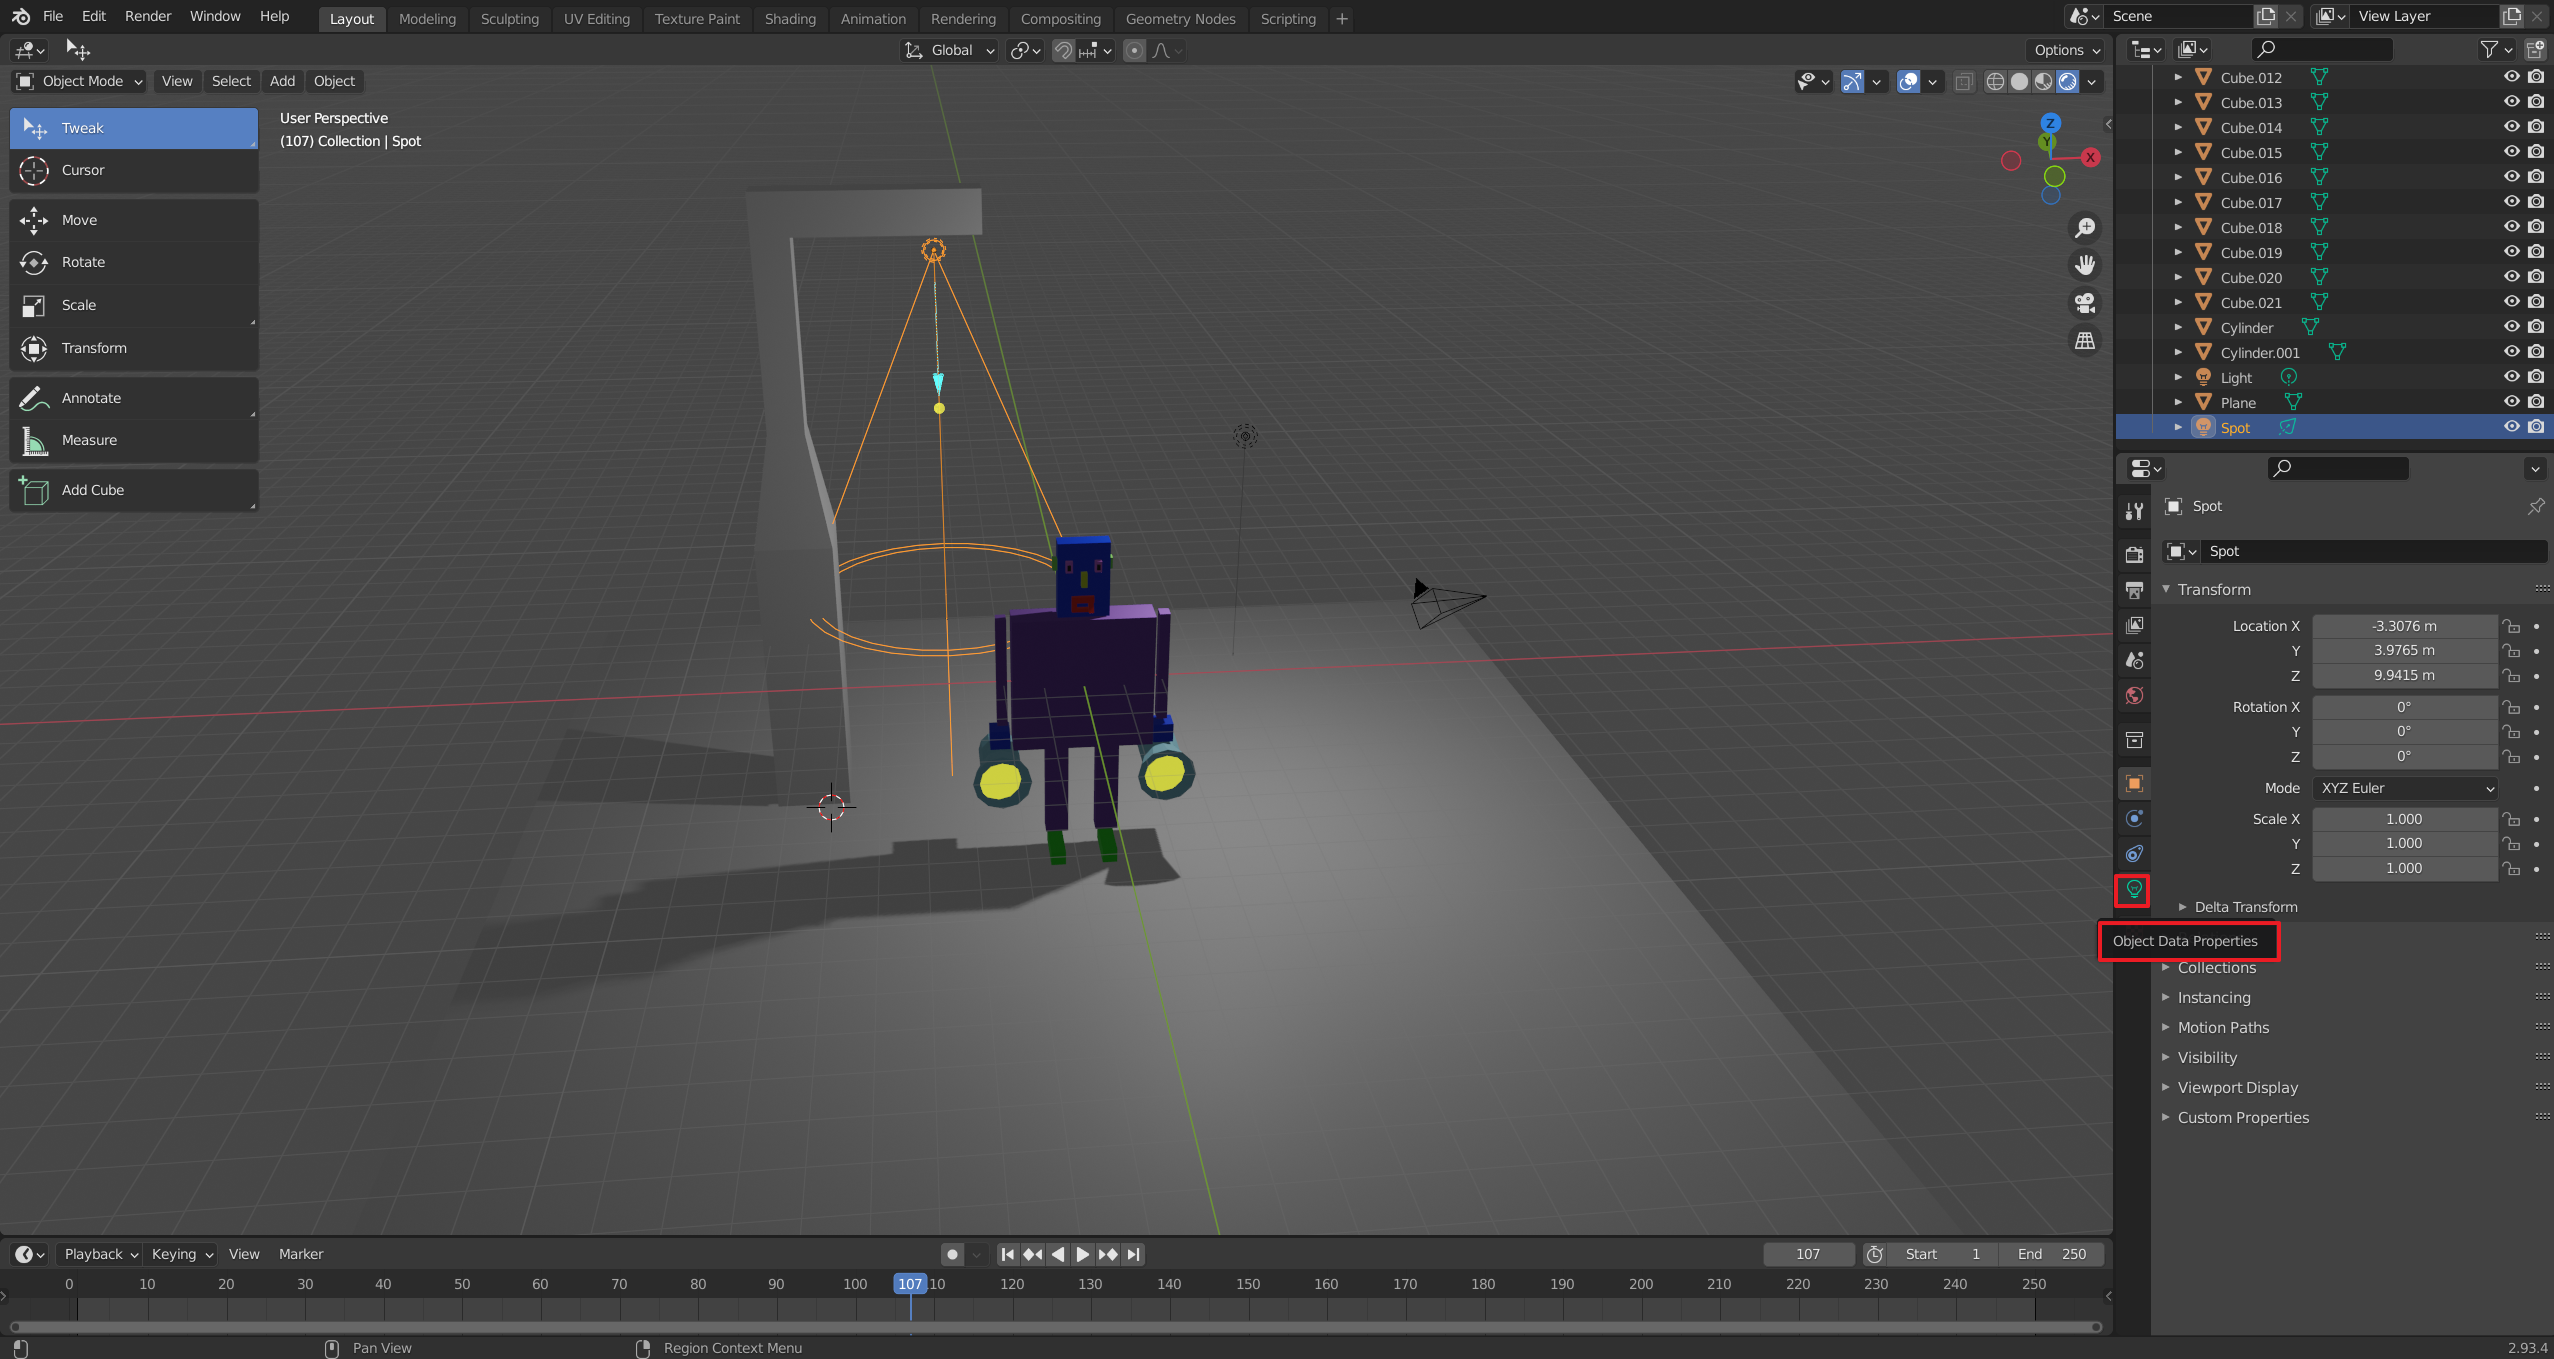 File Edit Render Window Help Layout Modeling Sculpting UV Editing Texture Paint Shading Animation Rendering Compositing Geometry Nodes Scripting + Scene View Layer
Global Options
Object Mode View Select Add Object
Tweak
Cursor
Move
Rotate
Scale
Transform
Annotate
Measure
Add Cube
User Perspective
(107) Collection | Spot
Z
Y
X
Cube.012
Cube.013
Cube.014
Cube.015
Cube.016
Cube.017
Cube.018
Cube.019
Cube.020
Cube.021
Cylinder
Cylinder.001
Light
Plane
Spot
Spot
Spot
Transform
Location X -3.3076 m
Y 3.9765 m
Z 9.9415 m
Rotation X 0°
Y 0°
Z 0°
Mode XYZ Euler
Scale X 1.000
Y 1.000
Z 1.000
Delta Transform
Object Data Properties
Collections
Instancing
Motion Paths
Visibility
Viewport Display
Custom Properties
Playback Keying View Marker 107 Start 1 End 250
0 10 20 30 40 50 60 70 80 90 100 107 10 120 130 140 150 160 170 180 190 200 210 220 230 240 250
Pan View Region Context Menu 2.93.4